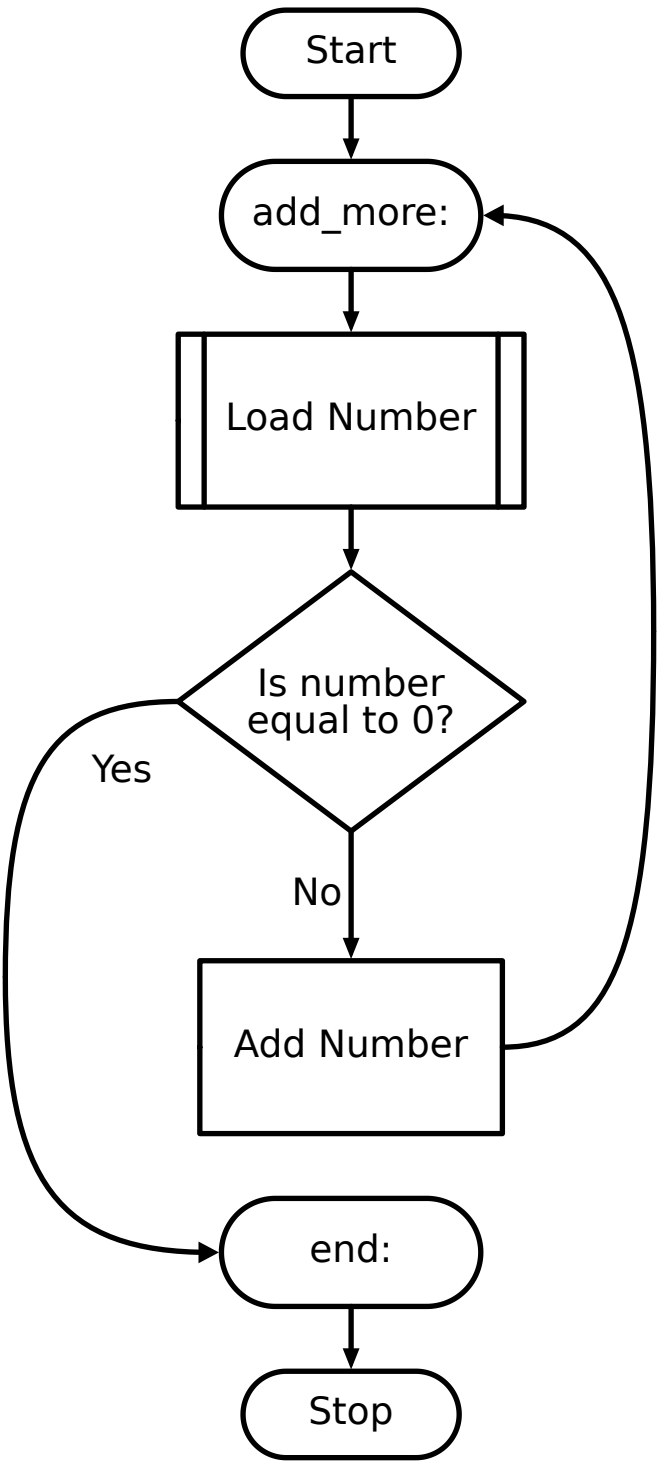 Start
add_more:
Load Number
Is number
equal to 0?
Yes
No
Add Number
end:
Stop